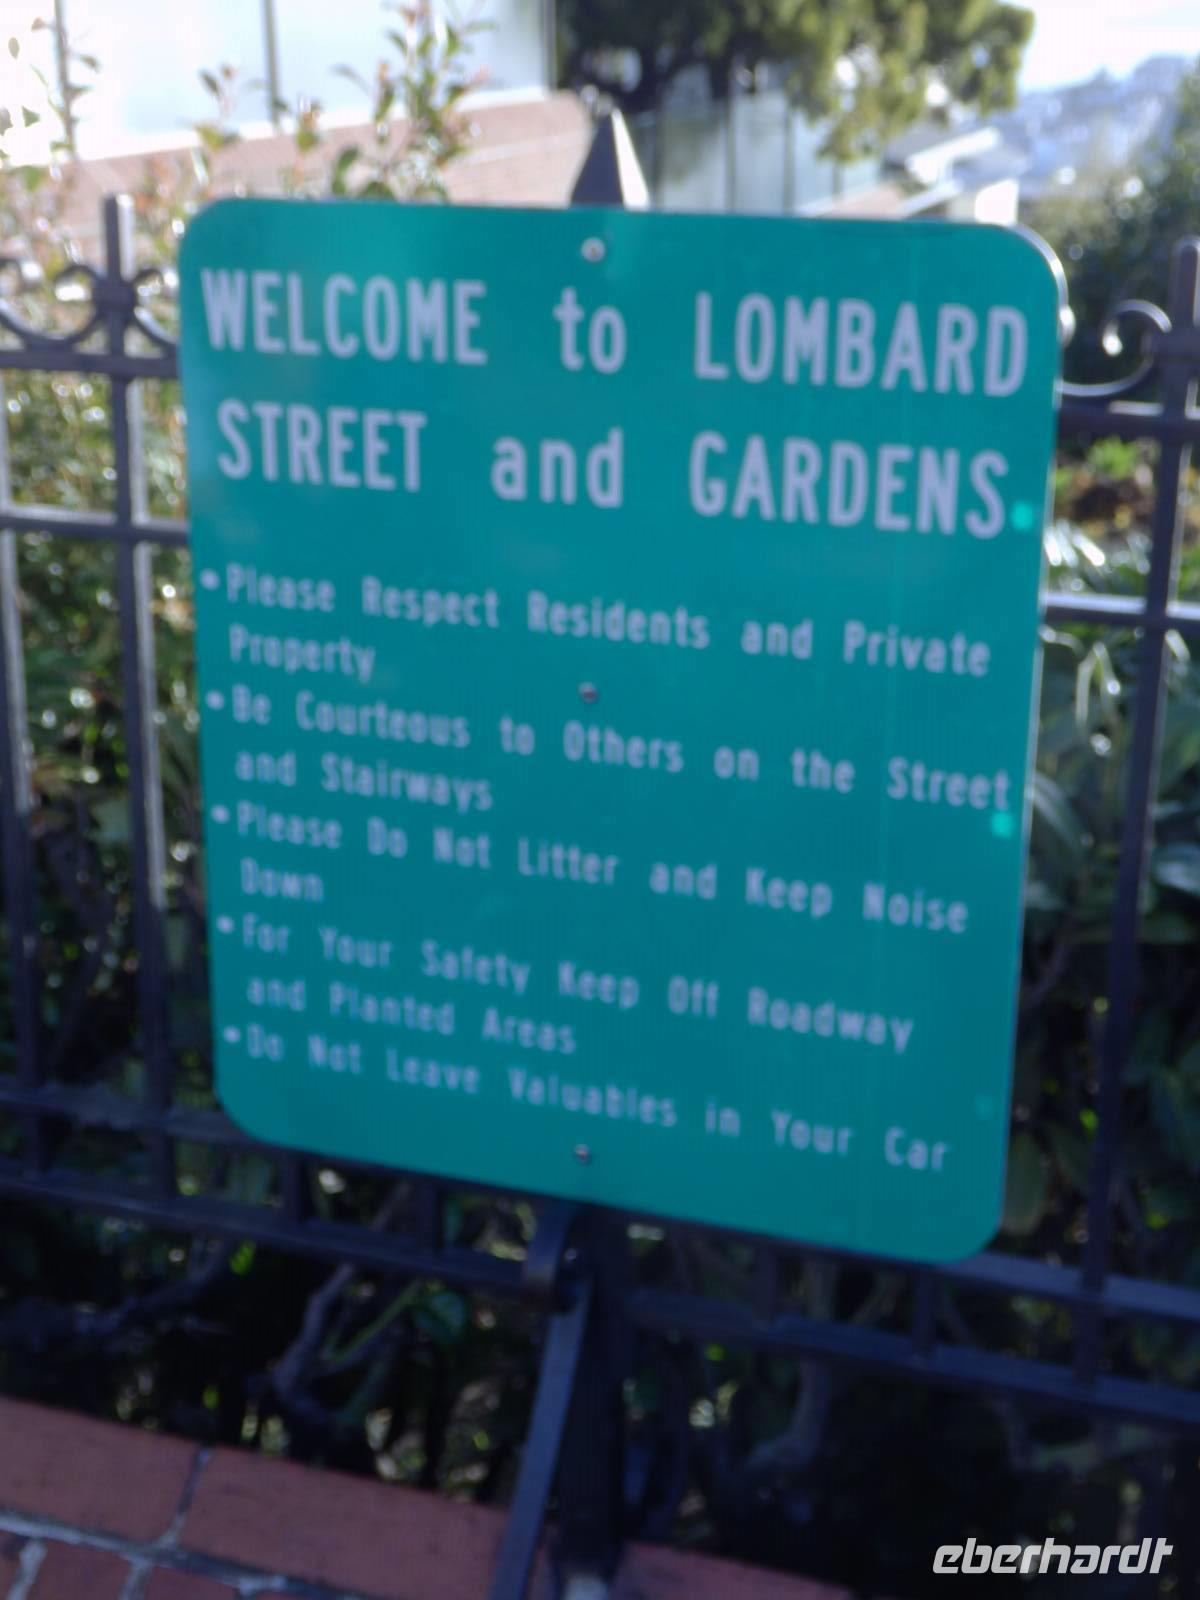 WELCOME to LOMBARD
STREET and GARDENS
•Please Respect Residents and Private
Property
•Be Courteous to Others on the Street
and Stairways
•Please Do Not Litter and Keep Noise
Down
•For Your Safety Keep Off Roadway
and Planted Areas
•Do Not Leave Valuables in Your Car
eberhardt